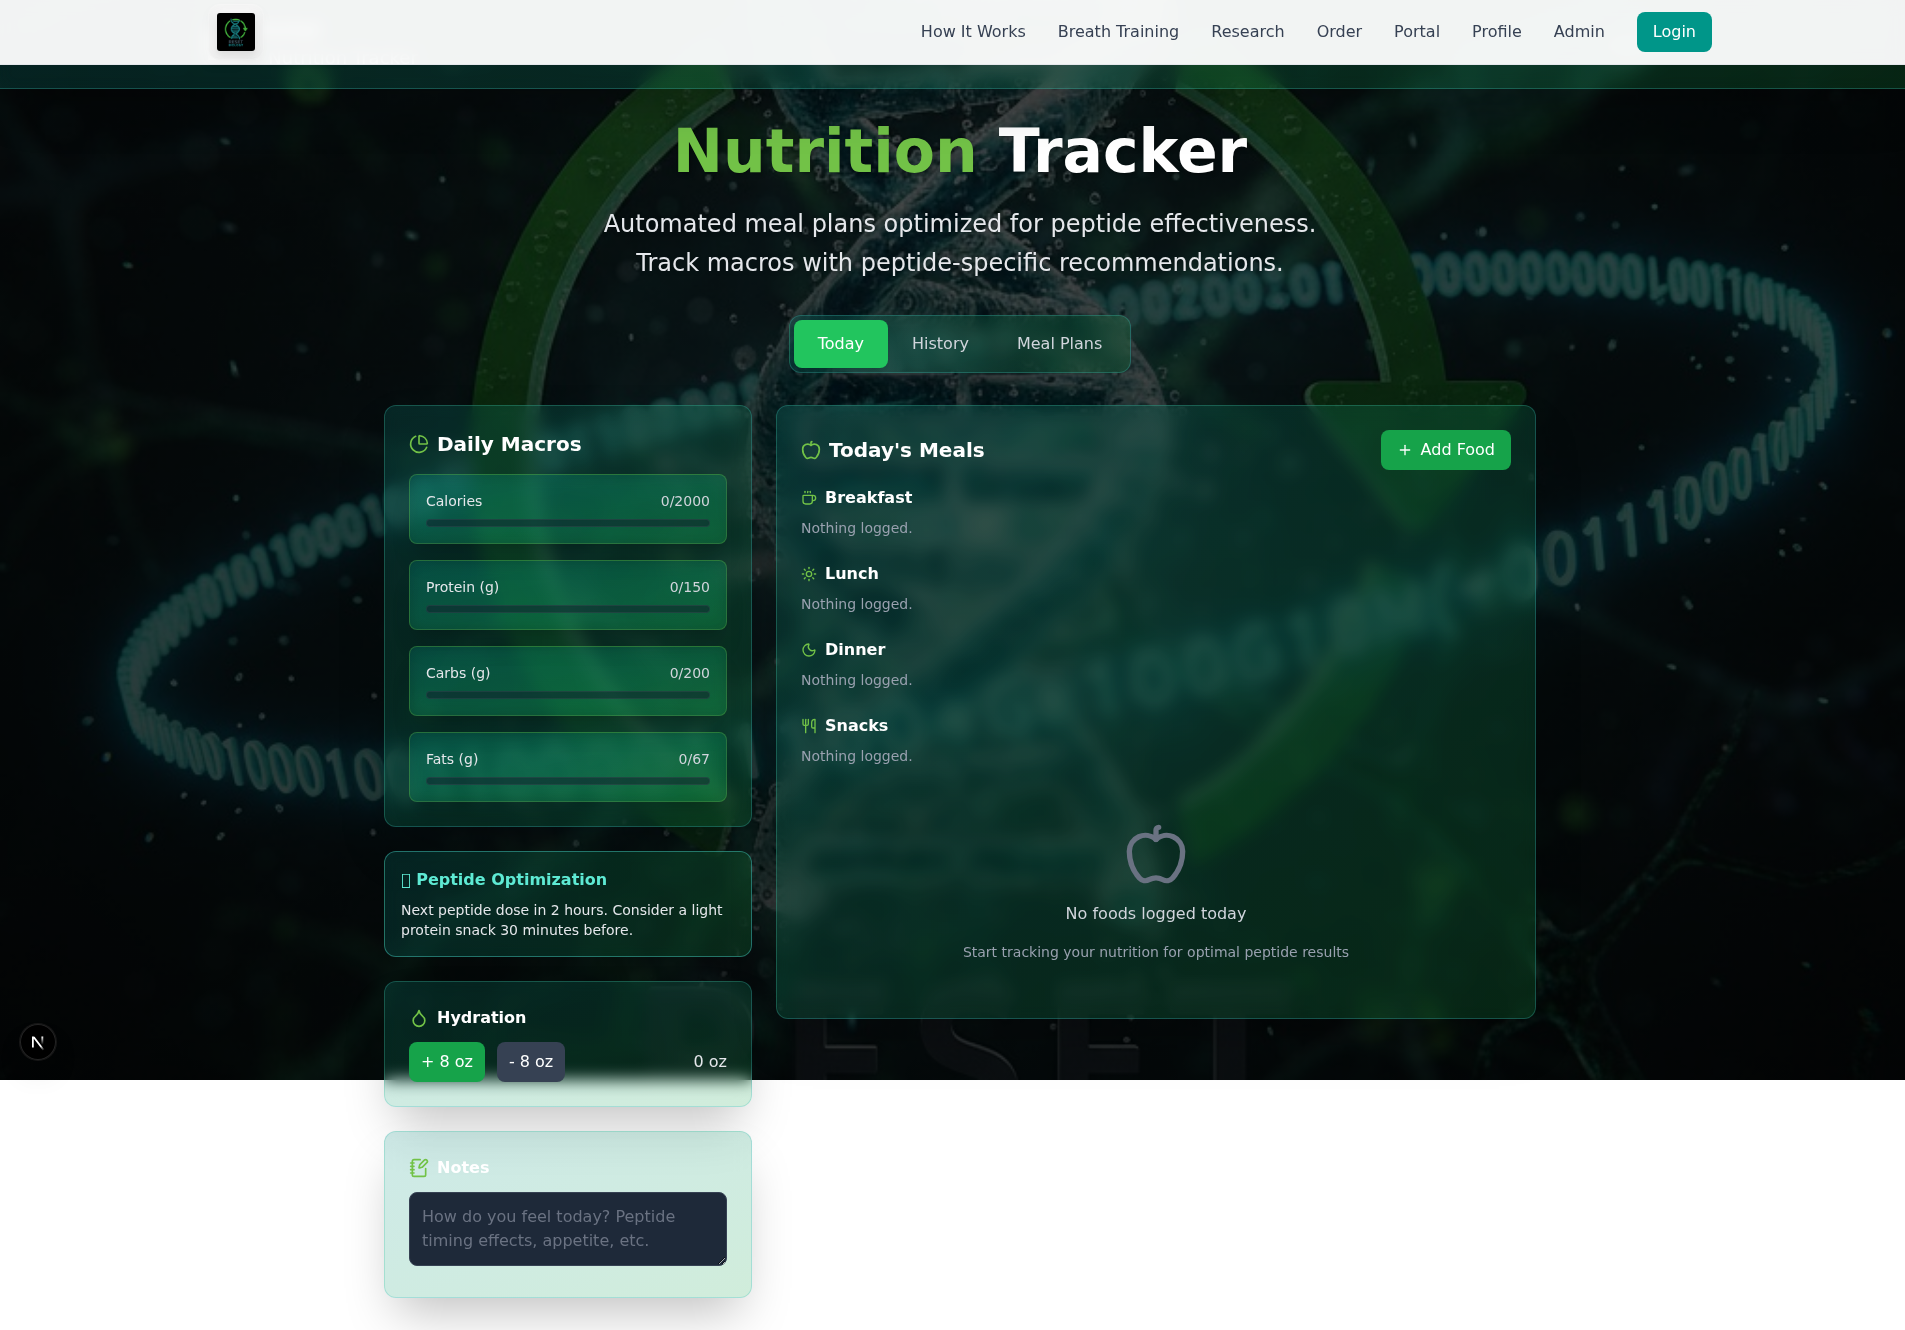 How It Works
Breath Training
Research
Order
Portal
Profile
Admin
Login
Nutrition Tracker
Automated meal plans optimized for peptide effectiveness.
Track macros with peptide-specific recommendations.
Today
History
Meal Plans
Daily Macros
Calories 0/2000
Protein (g) 0/150
Carbs (g) 0/200
Fats (g) 0/67
Peptide Optimization
Next peptide dose in 2 hours. Consider a light
protein snack 30 minutes before.
Hydration
+ 8 oz
- 8 oz
0 oz
Notes
How do you feel today? Peptide
timing effects, appetite, etc.
Today's Meals
+ Add Food
Breakfast
Nothing logged.
Lunch
Nothing logged.
Dinner
Nothing logged.
Snacks
Nothing logged.
No foods logged today
Start tracking your nutrition for optimal peptide results
N